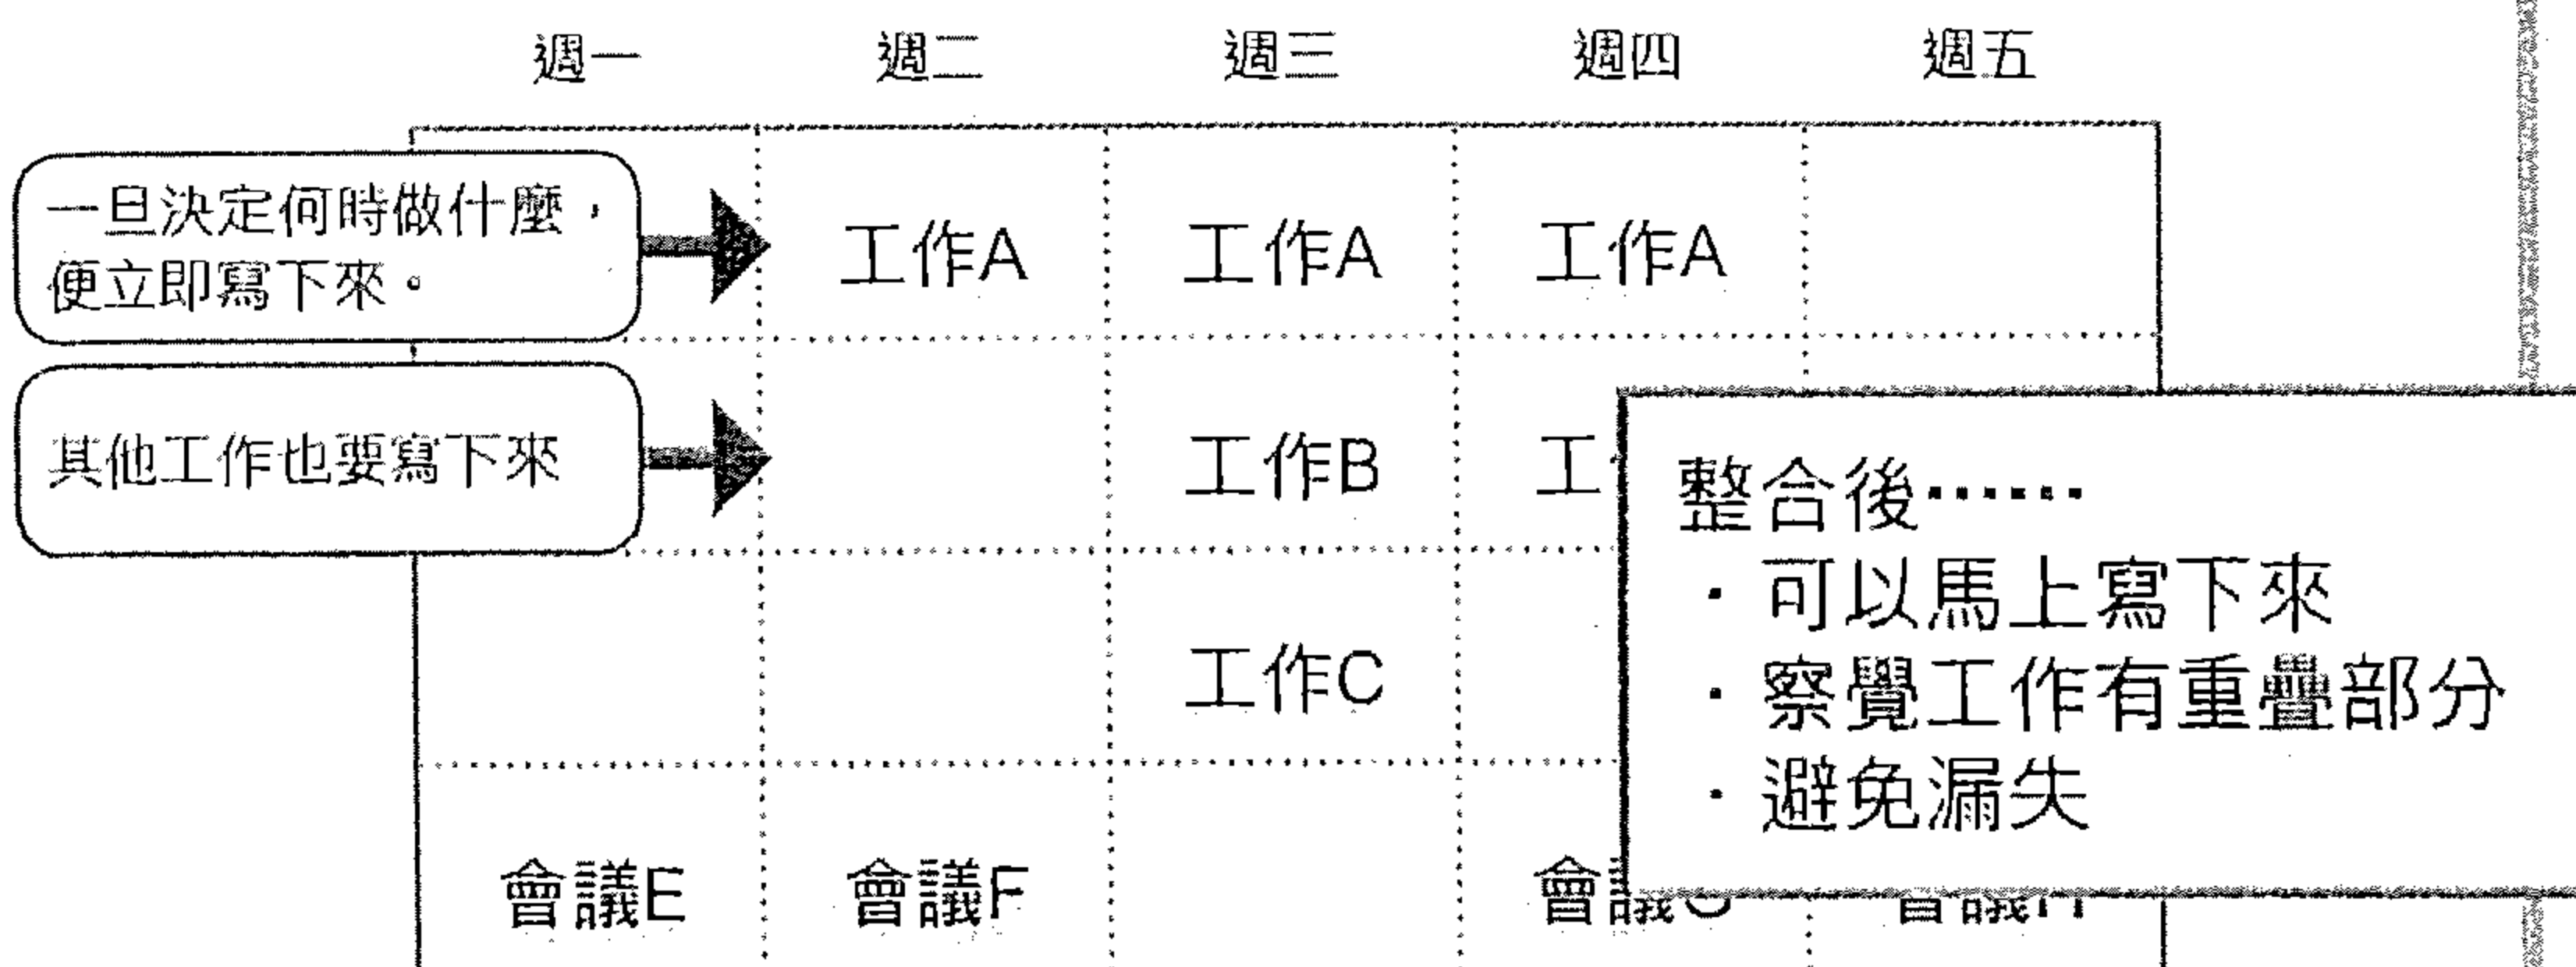 週一 週二 週三 週四 週五
一旦決定何時做什麼，
便立即寫下來。
工作A 工作A 工作A
其他工作也要寫下來
工作B 工
整合後⋯⋯
・可以馬上寫下來
・察覺工作有重疊部分
・避免漏失
工作C
會議E 會議F 會議